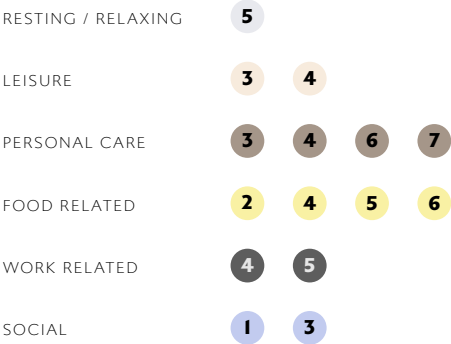 RESTING / RELAXING 5
LEISURE 3 4
PERSONAL CARE 3 4 6 7
FOOD RELATED 2 4 5 6
WORK RELATED 4 5
SOCIAL 1 3